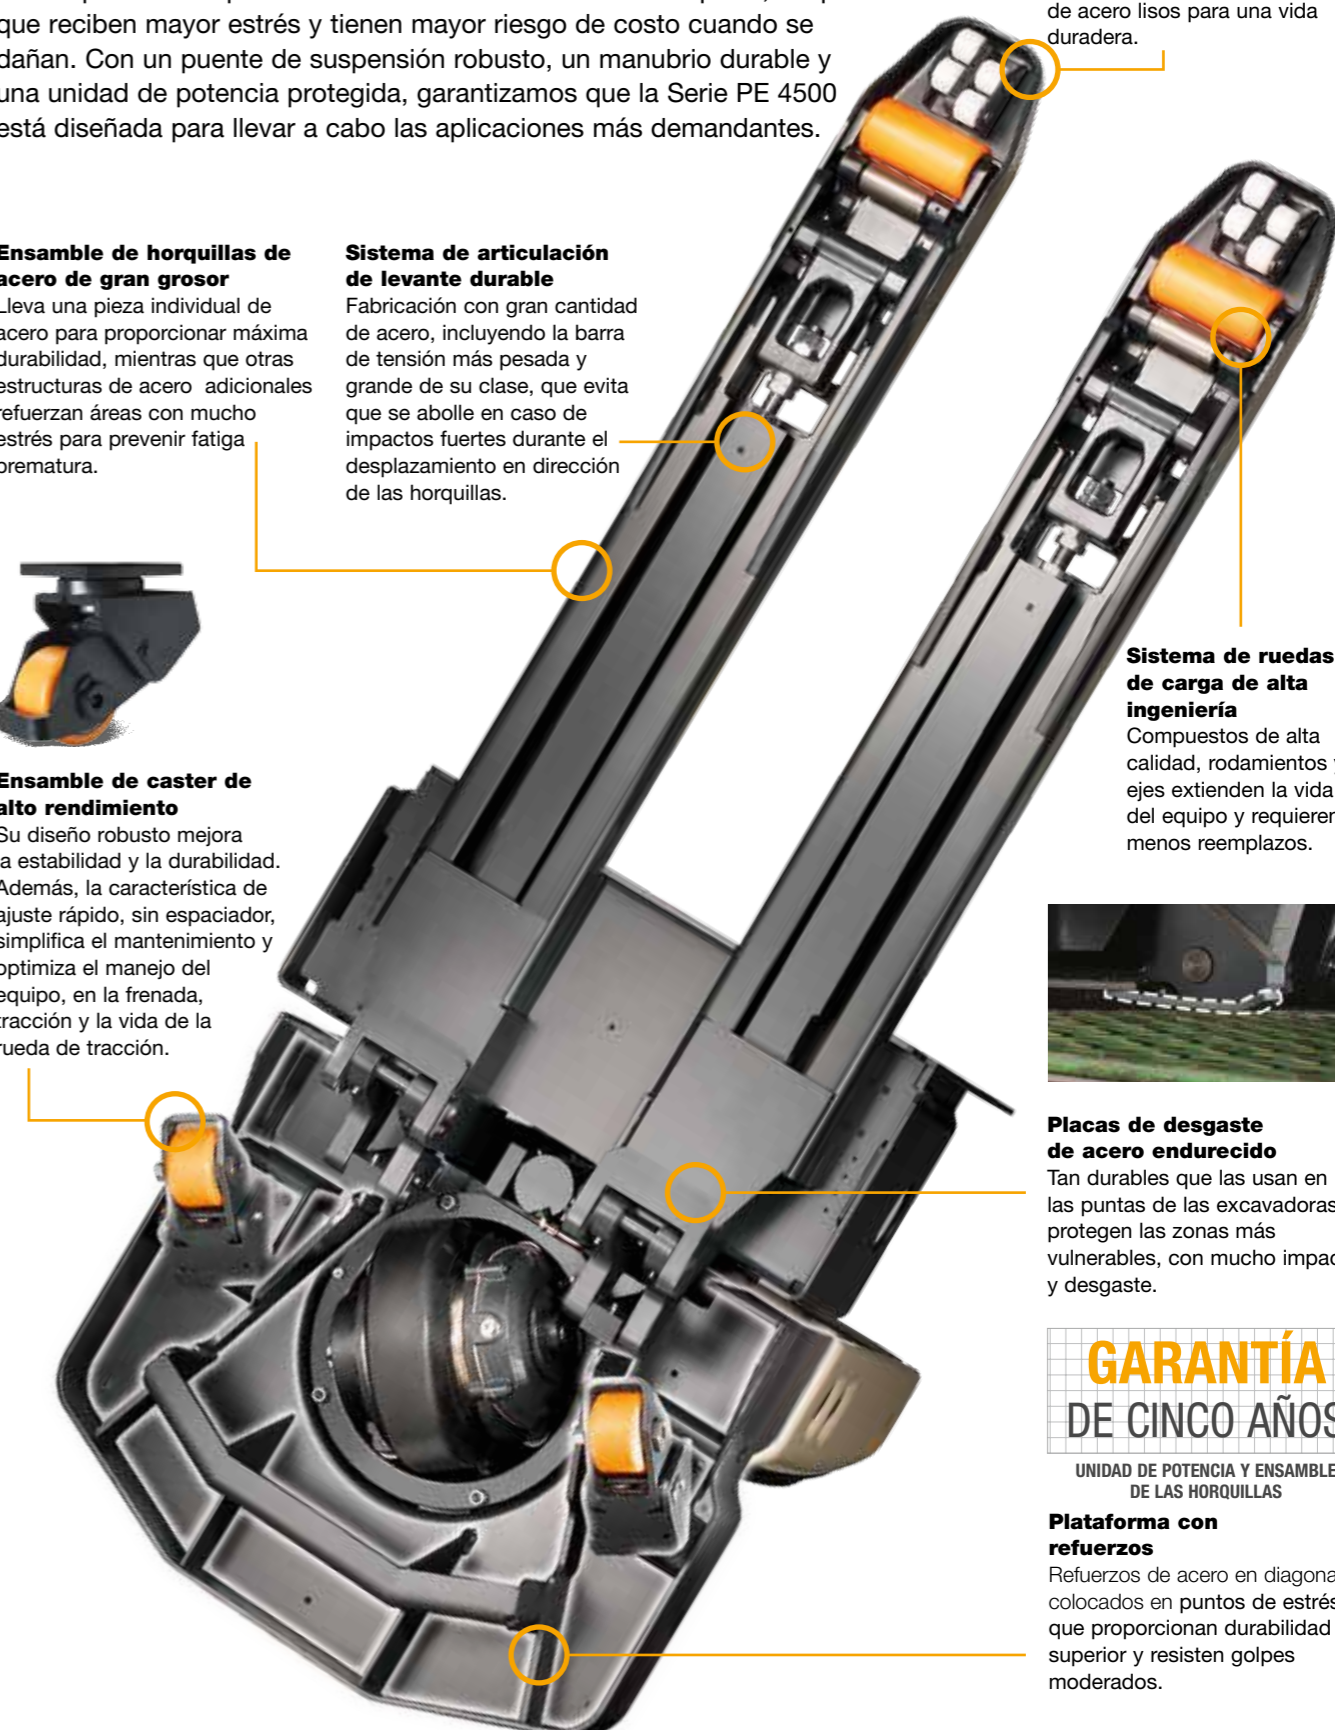 que reciben mayor estrés y tienen mayor riesgo de costo cuando se
dañan. Con un puente de suspensión robusto, un manubrio durable y
una unidad de potencia protegida, garantizamos que la Serie PE 4500
está diseñada para llevar a cabo las aplicaciones más demandantes.
de acero lisos para una vida
duradera.
Ensamble de horquillas de
acero de gran grosor
Lleva una pieza individual de
acero para proporcionar máxima
durabilidad, mientras que otras
estructuras de acero adicionales
refuerzan áreas con mucho
estrés para prevenir fatiga
prematura.
Sistema de articulación
de levante durable
Fabricación con gran cantidad
de acero, incluyendo la barra
de tensión más pesada y
grande de su clase, que evita
que se abolle en caso de
impactos fuertes durante el
desplazamiento en dirección
de las horquillas.
Sistema de ruedas
de carga de alta
ingeniería
Compuestos de alta
calidad, rodamientos y
ejes extienden la vida
del equipo y requieren
menos reemplazos.
Ensamble de caster de
alto rendimiento
Su diseño robusto mejora
la estabilidad y la durabilidad.
Además, la característica de
ajuste rápido, sin espaciador,
simplifica el mantenimiento y
optimiza el manejo del
equipo, en la frenada,
tracción y la vida de la
rueda de tracción.
Placas de desgaste
de acero endurecido
Tan durables que las usan en
las puntas de las excavadoras
protegen las zonas más
vulnerables, con mucho impac
y desgaste.
GARANTÍA
DE CINCO AÑOS
UNIDAD DE POTENCIA Y ENSAMBLE
DE LAS HORQUILLAS
Plataforma con
refuerzos
Refuerzos de acero en diagona
colocados en puntos de estrés
que proporcionan durabilidad
superior y resisten golpes
moderados.